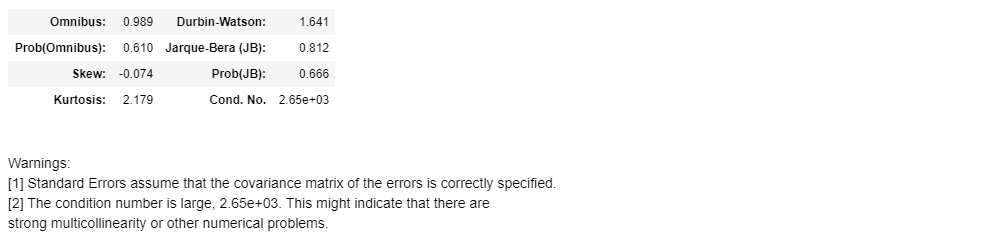 Omnibus: 0.989 Durbin-Watson: 1.641
Prob(Omnibus): 0.610 Jarque-Bera (JB): 0.812
Skew: -0.074 Prob(JB): 0.666
Kurtosis: 2.179 Cond. No. 2.65e+03
Warnings:
[1] Standard Errors assume that the covariance matrix of the errors is correctly specified.
[2] The condition number is large, 2.65e+03. This might indicate that there are
strong multicollinearity or other numerical problems.